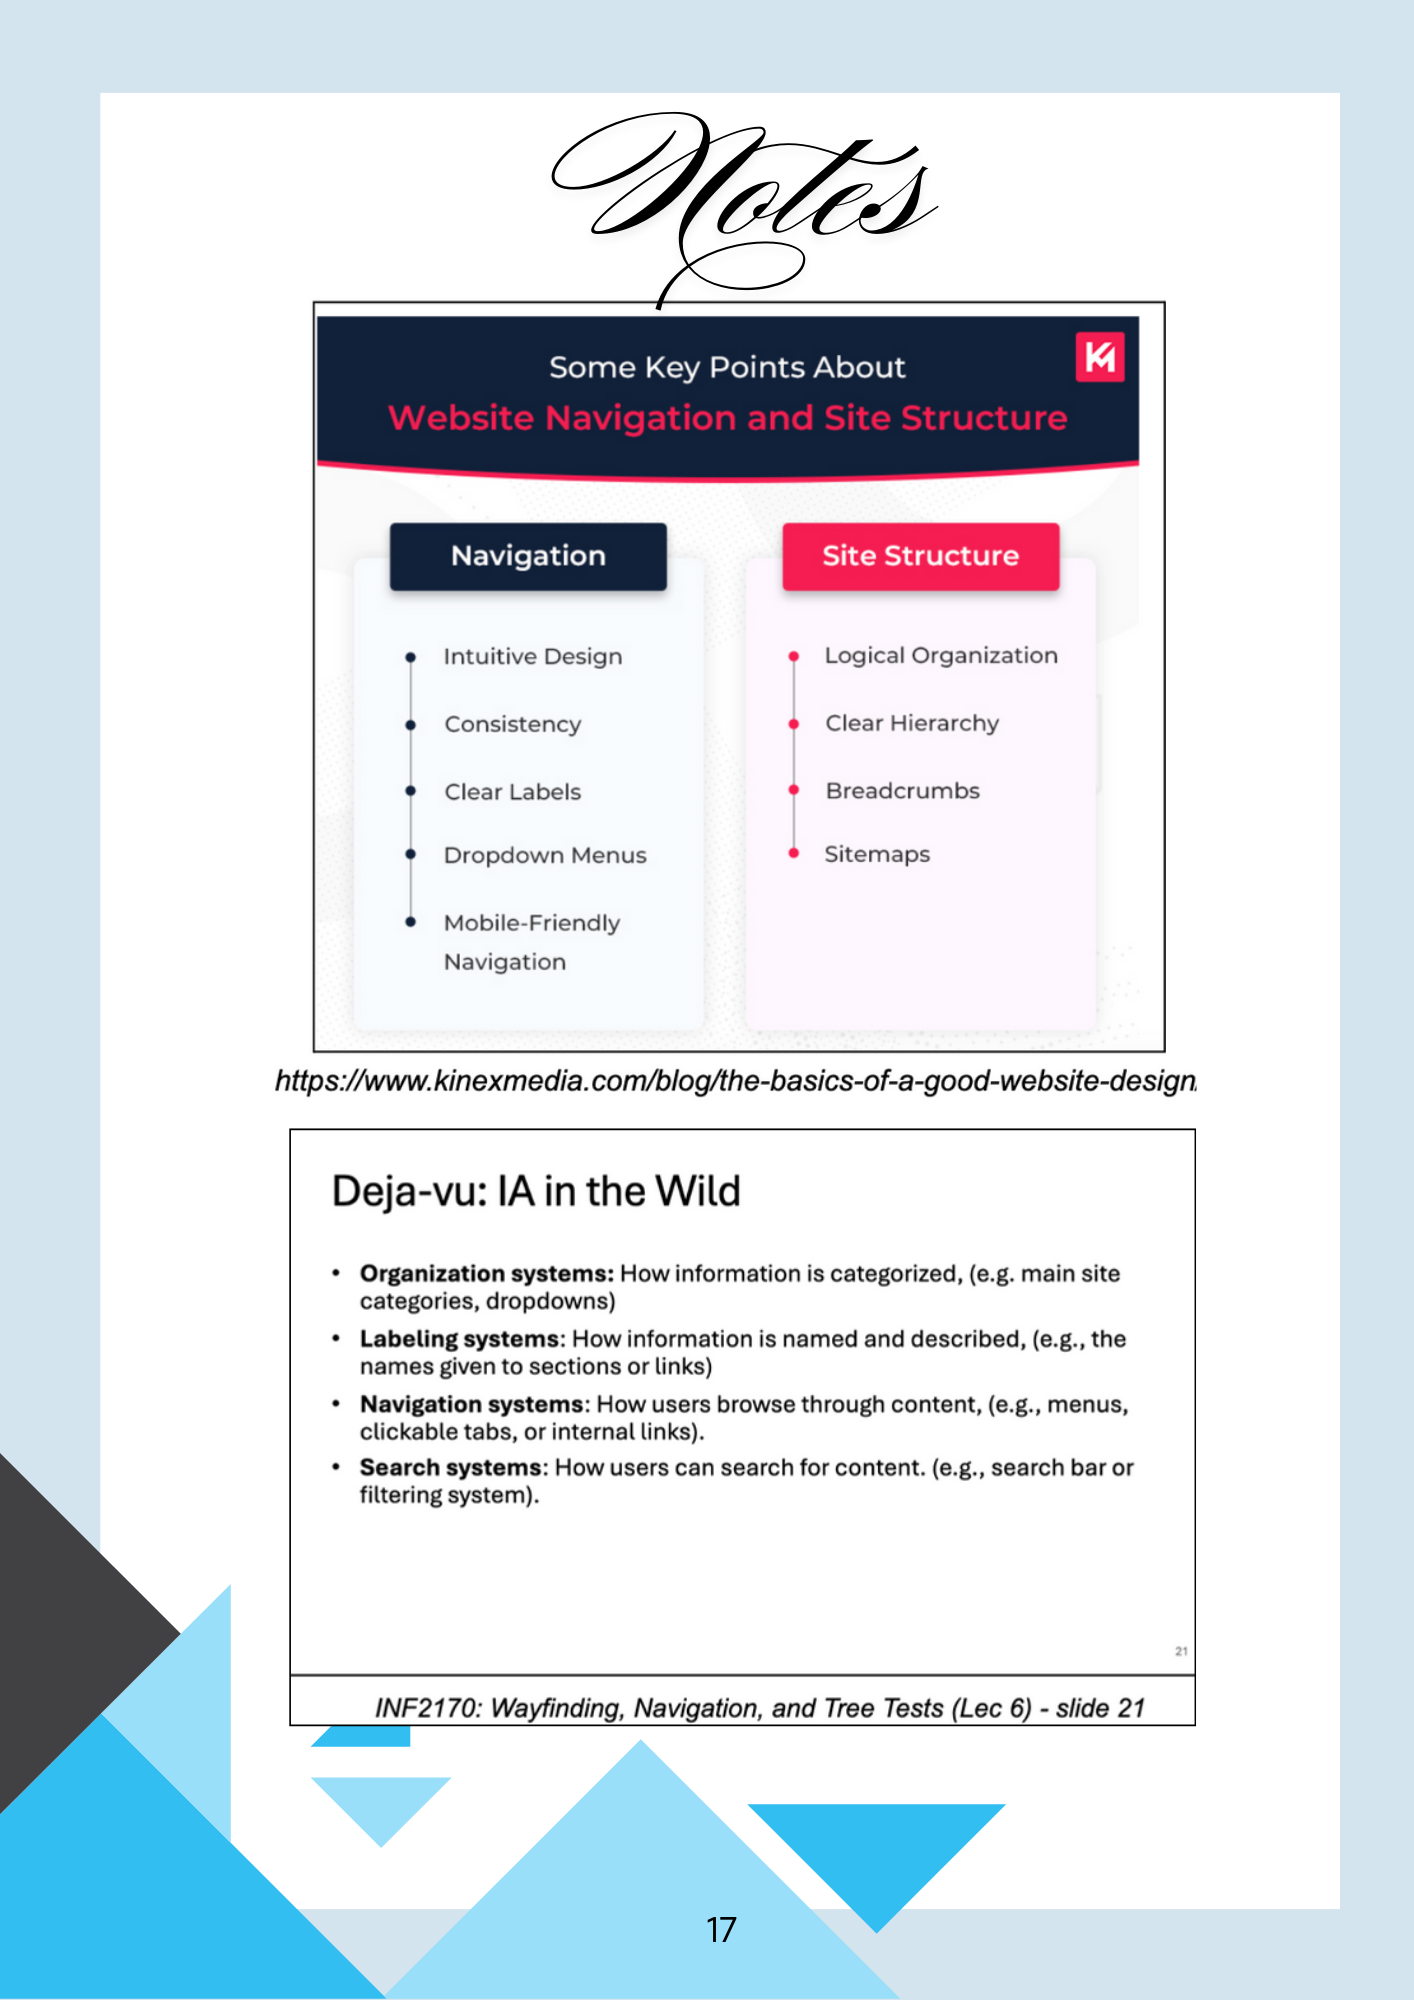 Notes
Some Key Points About
Website Navigation and Site Structure
Navigation
Intuitive Design
Consistency
Clear Labels
Dropdown Menus
Mobile-Friendly
Navigation
Site Structure
Logical Organization
Clear Hierarchy
Breadcrumbs
Sitemaps
https://www.kinexmedia.com/blog/the-basics-of-a-good-website-design/
Deja-vu: IA in the Wild
• Organization systems: How information is categorized, (e.g. main site
categories, dropdowns)
• Labeling systems: How information is named and described, (e.g., the
names given to sections or links)
• Navigation systems: How users browse through content, (e.g., menus,
clickable tabs, or internal links).
• Search systems: How users can search for content. (e.g., search bar or
filtering system).
21
INF2170: Wayfinding, Navigation, and Tree Tests (Lec 6) - slide 21
17